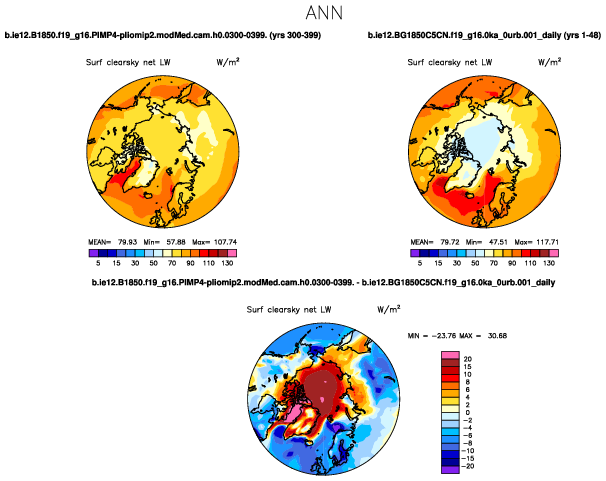 ANN
b.ie12.B1850.f19_g16.PIMP4-pliomip2.modMed.cam.h0.0300-0399. (yrs 300-399)
b.ie12.BG1850C5CN.f19_g16.0ka_0urb.001_daily (yrs 1-48)
Surf clearsky net LW W/m²
Surf clearsky net LW W/m²
MEAN= 79.93 Min= 57.88 Max= 107.74
MEAN= 79.72 Min= 47.51 Max= 117.71
5 15 30 50 70 90 110 130
5 15 30 50 70 90 110 130
b.ie12.B1850.f19_g16.PIMP4-pliomip2.modMed.cam.h0.0300-0399. - b.ie12.BG1850C5CN.f19_g16.0ka_0urb.001_daily
Surf clearsky net LW W/m²
MIN = -23.76 MAX = 30.68
20
15
10
8
6
4
2
0
-2
-4
-6
-8
-10
-15
-20